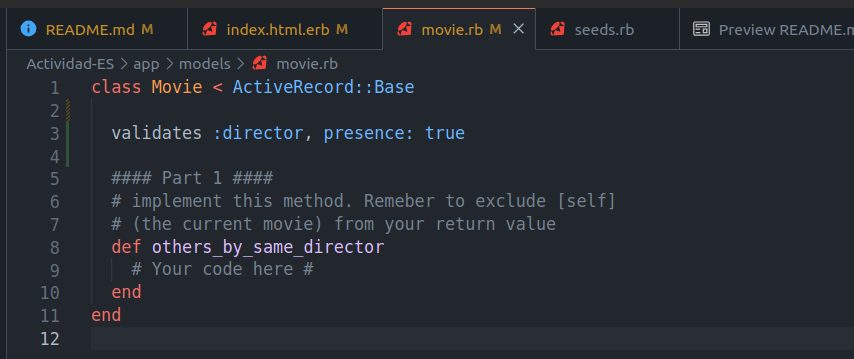 README.md M index.html.erb M movie.rb M seeds.rb Preview README.m
Actividad-ES > app > models > movie.rb
1 class Movie < ActiveRecord::Base
2
3 validates :director, presence: true
4
5 #### Part 1 ####
6 # implement this method. Remeber to exclude [self]
7 # (the current movie) from your return value
8 def others_by_same_director
9 # Your code here #
10 end
11 end
12